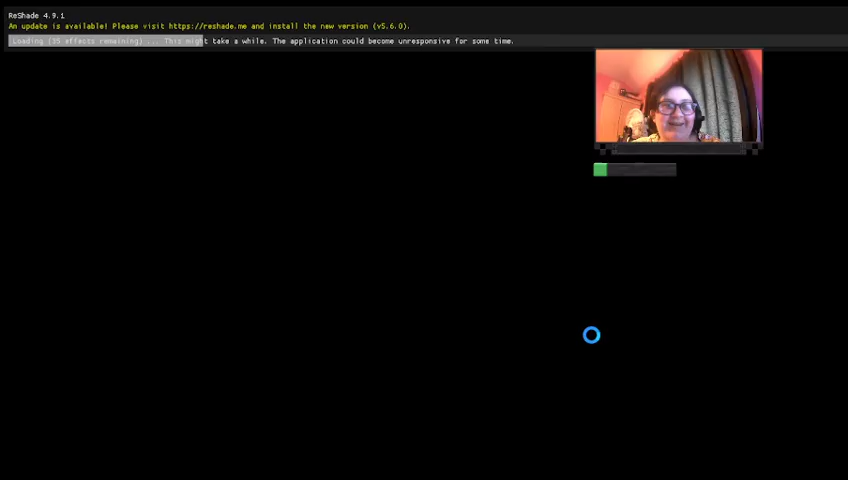 ReShade 4.9.1
An update is available! Please visit https://reshade.me and install the new version (v5.6.0).
Loading (35 effects remaining) ... This might take a while. The application could become unresponsive for some time.